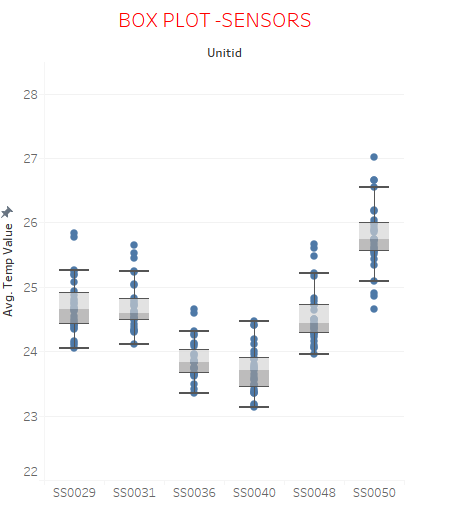 BOX PLOT -SENSORS
Unitid
28
27
26
25
24
23
22
Avg. Temp Value
SS0029 SS0031 SS0036 SS0040 SS0048 SS0050